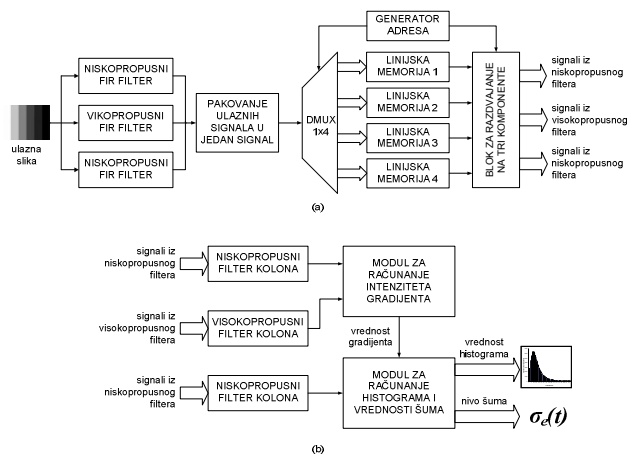 GENERATOR
ADRESA
NISKOPROPUSNI
FIR FILTER
VIKOPROPUSNI
FIR FILTER
NISKOPROPUSNI
FIR FILTER
ulazna
slika
PAKOVANJE
ULAZNIH
SIGNALA U
JEDAN SIGNAL
DMUX
1x4
LINIJSKA
MEMORIJA 1
LINIJSKA
MEMORIJA 2
LINIJSKA
MEMORIJA 3
LINIJSKA
MEMORIJA 4
BLOK ZA RAZDVAJANJE
NA TRI KOMPONENTE
signali iz
niskopropusnog
filtera
signali iz
visokopropusnog
filtera
signali iz
niskopropusnog
filtera
(a)
signali iz
niskopropusnog
filtera
NISKOPROPUSNI
FILTER KOLONA
signali iz
visokopropusnog
filtera
VISOKOPROPUSNI
FILTER KOLONA
signali iz
niskopropusnog
filtera
NISKOPROPUSNI
FILTER KOLONA
MODUL ZA
RAČUNANJE
INTENZITETA
GRADIJENTA
vrednost
gradijenta
MODUL ZA
RAČUNANJE
HISTOGRAMA I
VREDNOSTI ŠUMA
vrednost
histograma
nivo šuma
σe(t)
(b)